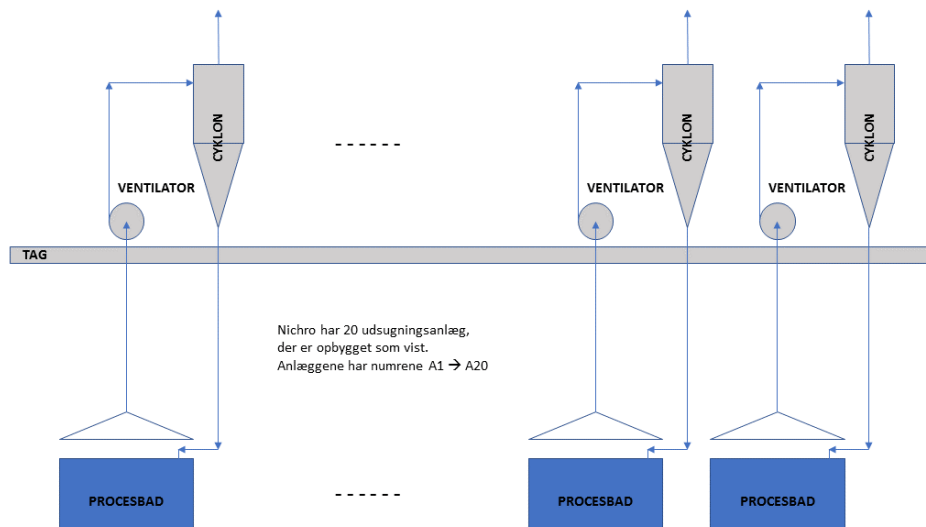 CYKLON
CYKLON
CYKLON
- - - - - -
VENTILATOR
VENTILATOR
VENTILATOR
TAG
Nichro har 20 udsugningsanlæg,
der er opbygget som vist.
Anlæggene har numrene A1 → A20
PROCESBAD
- - - - - -
PROCESBAD
PROCESBAD